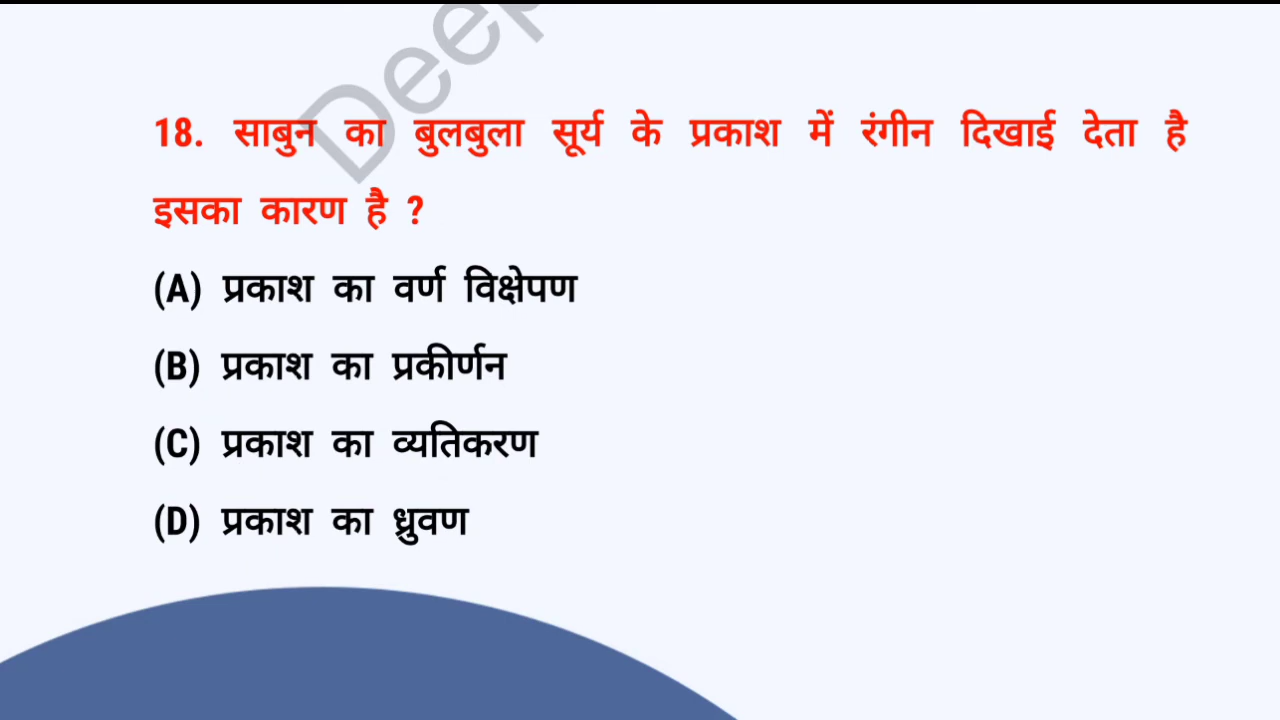 18. साबुन का बुलबुला सूर्य के प्रकाश में रंगीन दिखाई देता है
इसका कारण है ?
(A) प्रकाश का वर्ण विक्षेपण
(B) प्रकाश का प्रकीर्णन
(C) प्रकाश का व्यतिकरण
(D) प्रकाश का ध्रुवण